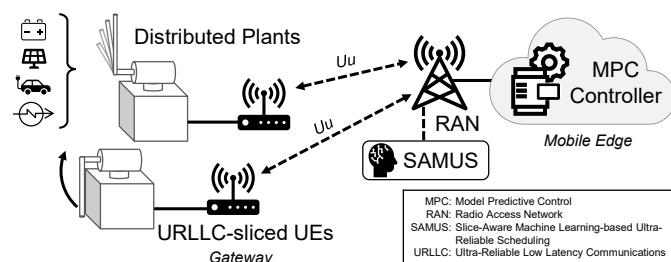 Distributed Plants
Uu
Uu
RAN
SAMUS
MPC
Controller
Mobile Edge
URLLC-sliced UEs
Gateway
MPC: Model Predictive Control
RAN: Radio Access Network
SAMUS: Slice-Aware Machine Learning-based Ultra-
Reliable Scheduling
URLLC: Ultra-Reliable Low Latency Communications